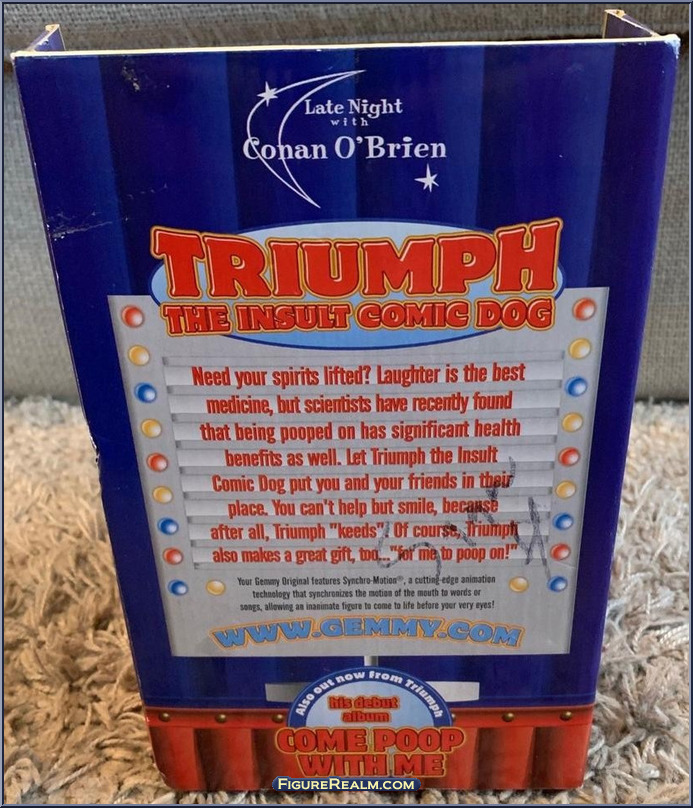 Late Night
with
Conan O'Brien
TRIUMPH
THE INSULT COMIC DOG
Need your spirits lifted? Laughter is the best
medicine, but scientists have recently found
that being pooped on has significant health
benefits as well. Let Triumph the Insult
Comic Dog put you and your friends in their
place. You can't help but smile, because
after all, Triumph "keeds". Of course, Triumph
also makes a great gift, too..."for me to poop on!"
Your Gemmy Original features Synchro-Motion®, a cutting-edge animation
technology that synchronizes the motion of the mouth to words or
songs, allowing an inanimate figure to come to life before your very eyes!
WWW.GEMMY.COM
Also out now from Triumph
his debut
album
COME POOP
WITH ME
FIGUREREALM.COM